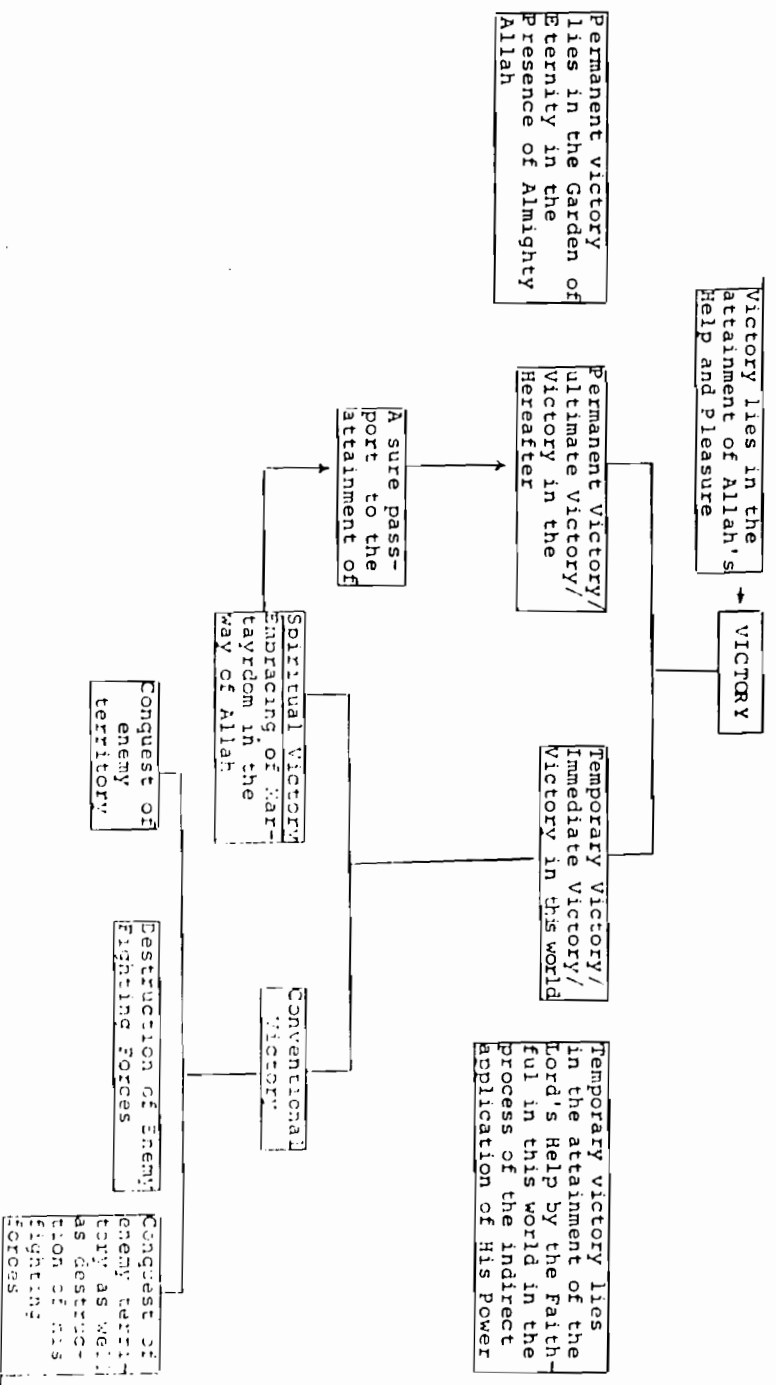 Victory lies in the
attainment of Allah's
Help and Pleasure
VICTORY
Permanent victory
lies in the Garden of
Eternity in the
Presence of Almighty
Allah
Permanent Victory/
ultimate Victory/
Victory in the
Hereafter
Temporary Victory/
Immediate Victory/
Victory in this world
Temporary victory lies
in the attainment of the
Lord's Help by the Faith-
ful in this world in the
process of the indirect
application of His Power
A sure pass-
port to the
attainment of
Spiritual Victory
Embracing of Mar-
tayrdom in the
way of Allah
Conventional
Victory
Conquest of
enemy
territory
Destruction of Enemy
Fighting Forces
Conquest of
enemy terri-
tory as well
as destruc-
tion of his
fighting
forces